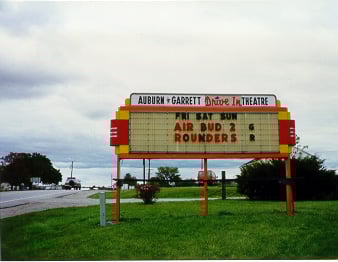 AUBURN GARRETT Drive In THEATRE
FRI SAT SUN
AIR BUD 2 G
ROUNDERS R